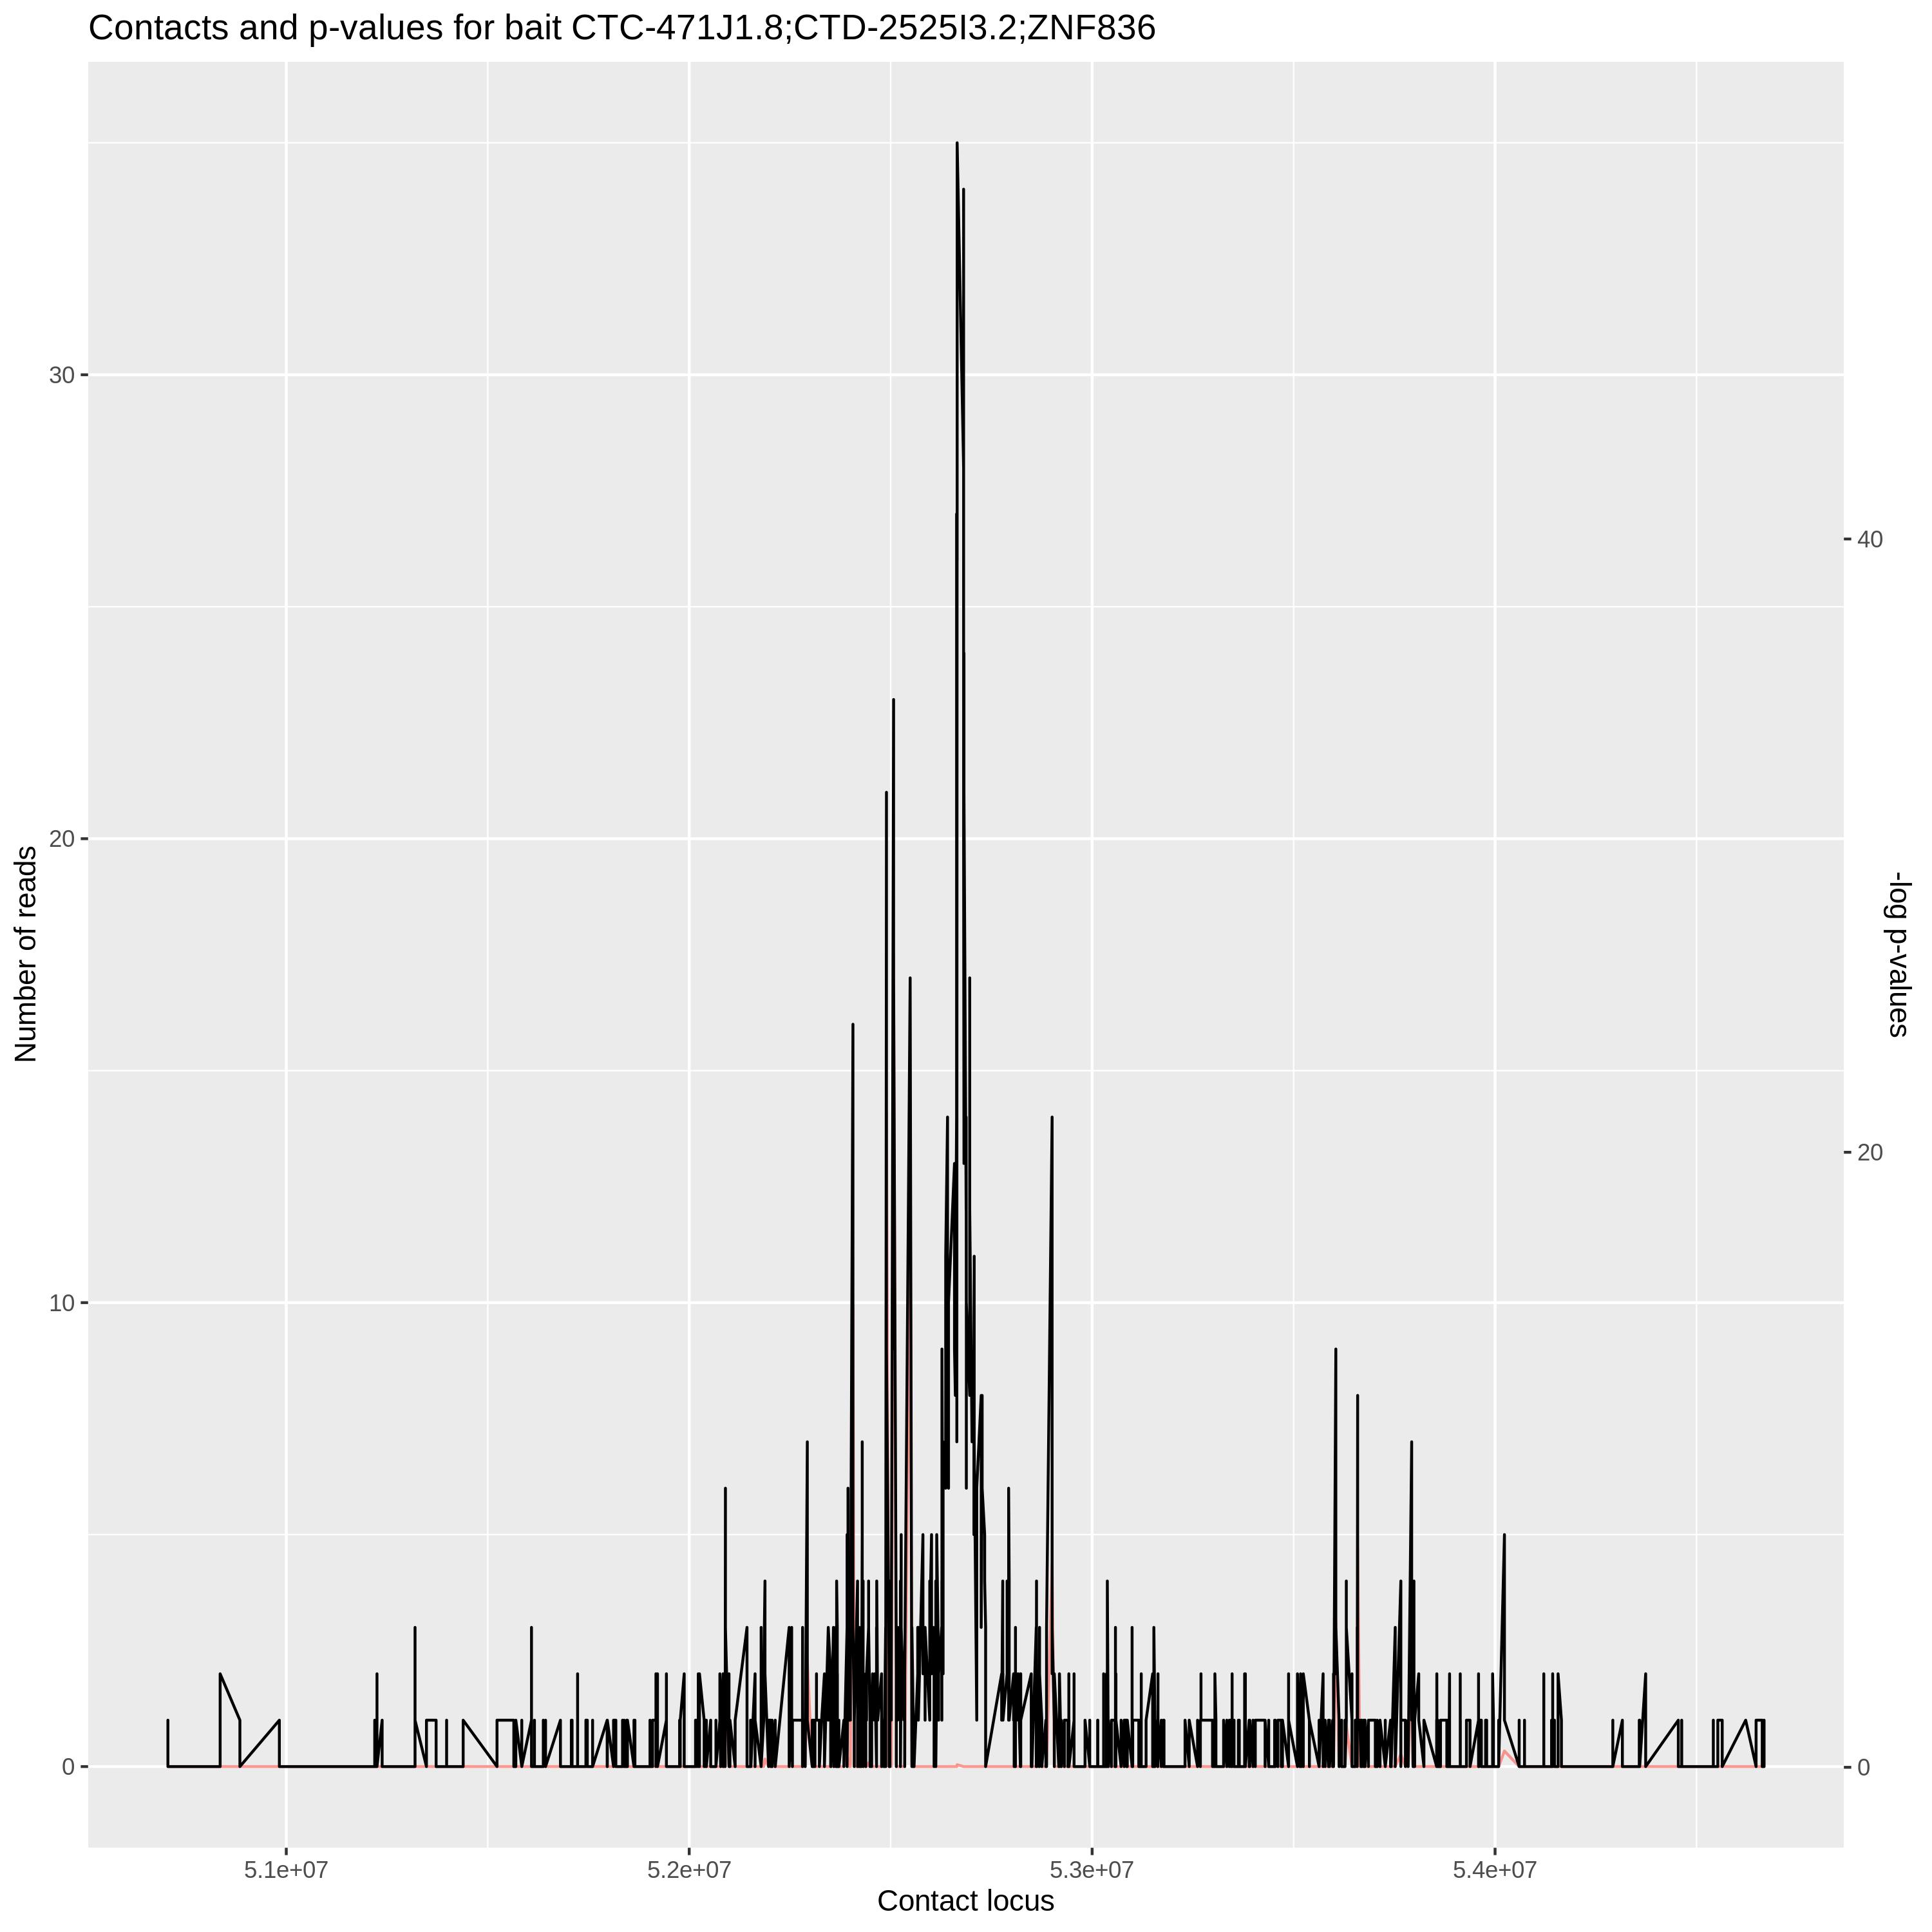 Contacts and p-values for bait CTC-471J1.8;CTD-2525I3.2;ZNF836
30
20
10
0
Number of reads
40
20
0
-log p-values
5.1e+07 5.2e+07 5.3e+07 5.4e+07
Contact locus